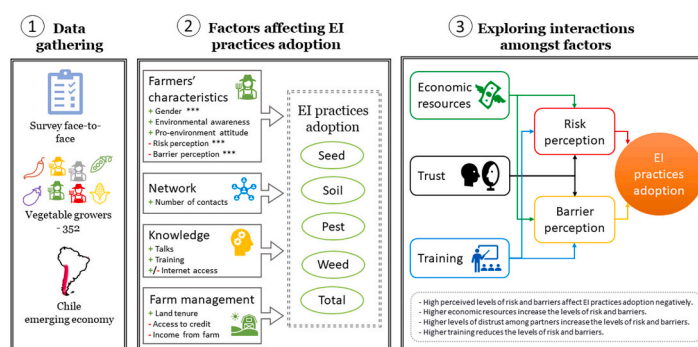 1 Data
gathering
Survey face-to-
face
Vegetable growers
- 352
Chile
emerging economy
2 Factors affecting EI
practices adoption
Farmers'
characteristics
+ Gender ***
+ Environmental awareness
+ Pro-environment attitude
- Risk perception ***
- Barrier perception ***
Network
+ Number of contacts
Knowledge
+ Talks
+ Training
+/- Internet access
Farm management
+ Land tenure
- Access to credit
- Income from farm
EI practices
adoption
Seed
Soil
Pest
Weed
Total
3 Exploring interactions
amongst factors
Economic
resources
Trust
Training
Risk
perception
Barrier
perception
EI
practices
adoption
- High perceived levels of risk and barriers affect EI practices adoption negatively.
- Higher economic resources increase the levels of risk and barriers.
- Higher levels of distrust among partners increase the levels of risk and barriers.
- Higher training reduces the levels of risk and barriers.